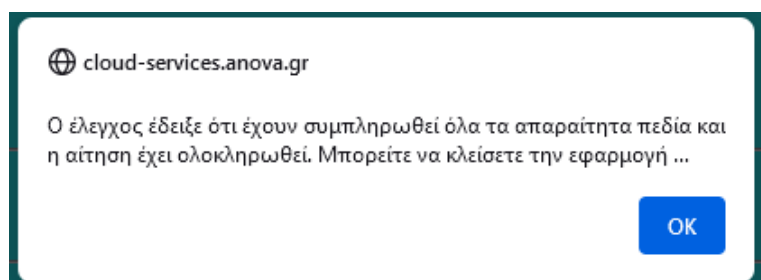 cloud-services.anova.gr
Ο έλεγχος έδειξε ότι έχουν συμπληρωθεί όλα τα απαραίτητα πεδία και
η αίτηση έχει ολοκληρωθεί. Μπορείτε να κλείσετε την εφαρμογή ...
OK